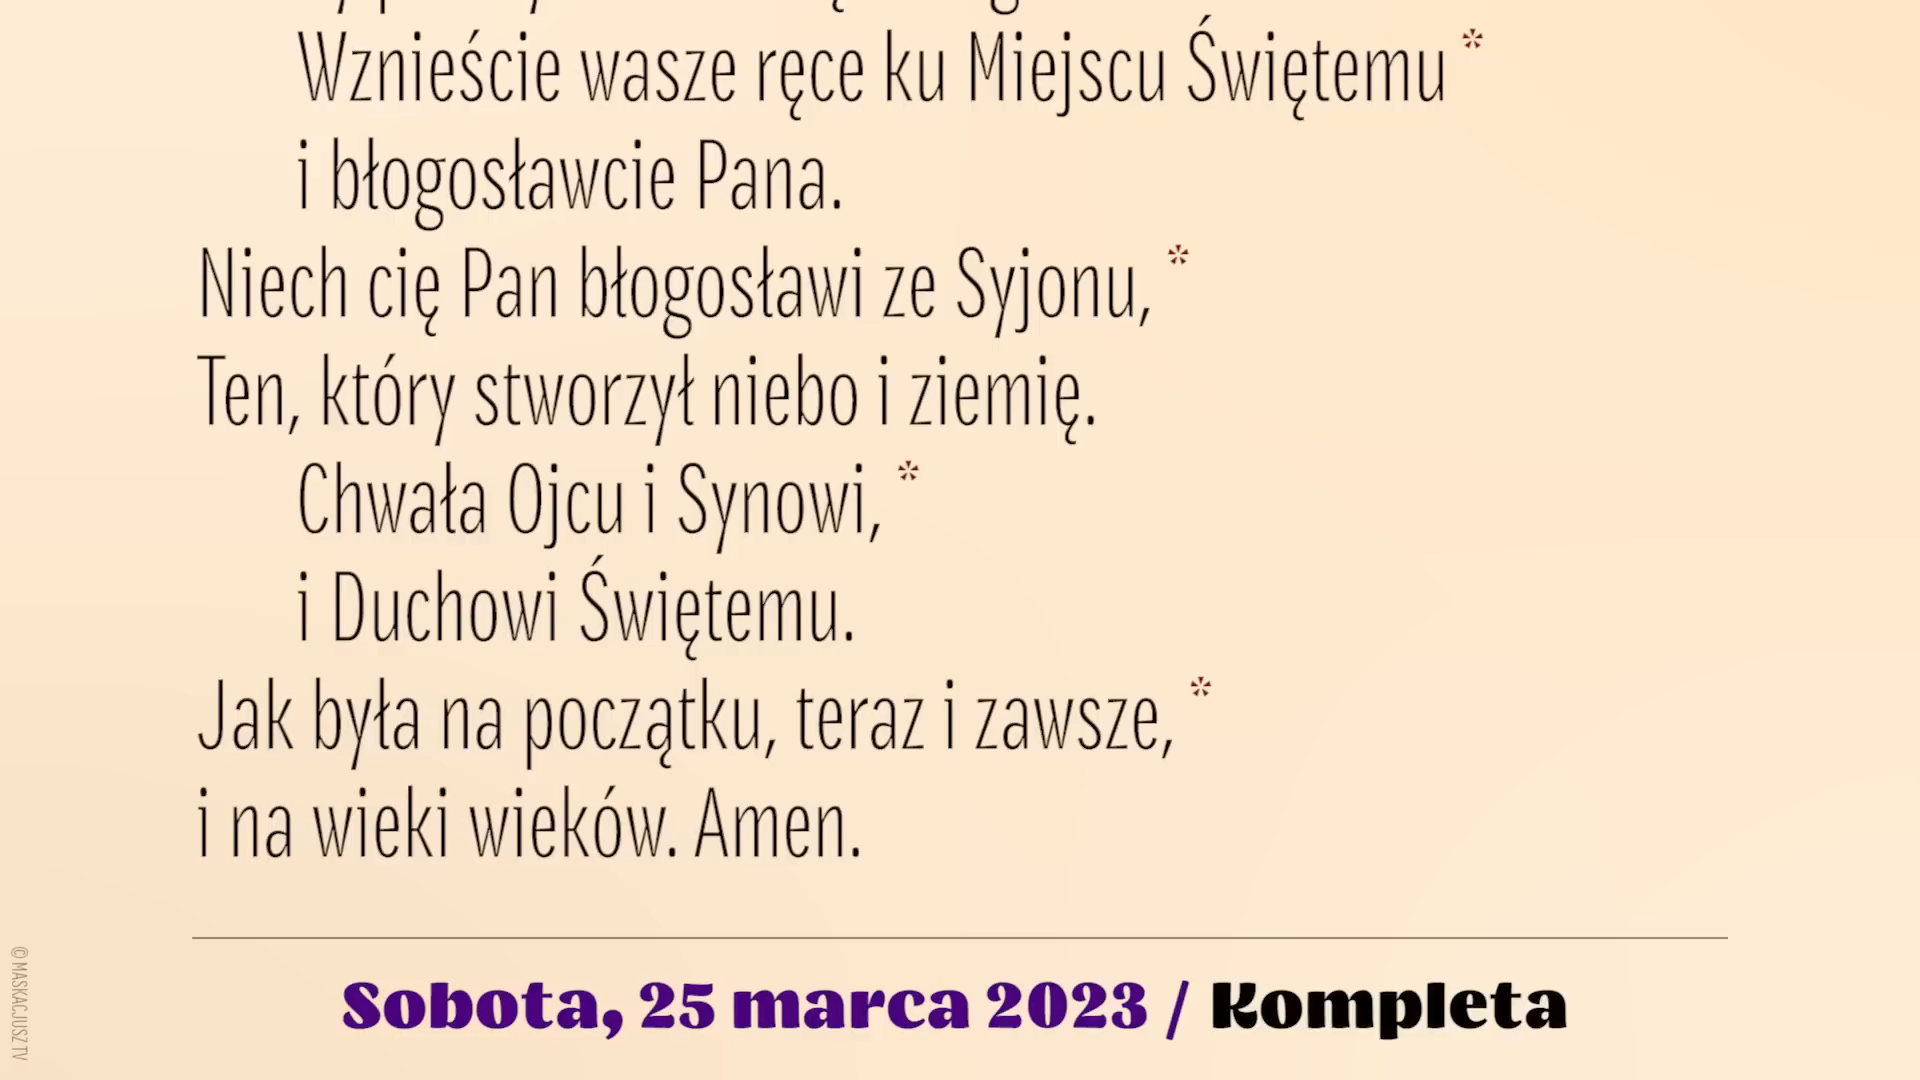 Wznieście wasze ręce ku Miejscu Świętemu *
i błogosławcie Pana.
Niech cię Pan błogosławi ze Syjonu, *
Ten, który stworzył niebo i ziemię.
Chwała Ojcu i Synowi, *
i Duchowi Świętemu.
Jak była na początku, teraz i zawsze, *
i na wieki wieków. Amen.
Sobota, 25 marca 2023 / Kompleta
© MASKACJUSZ TV